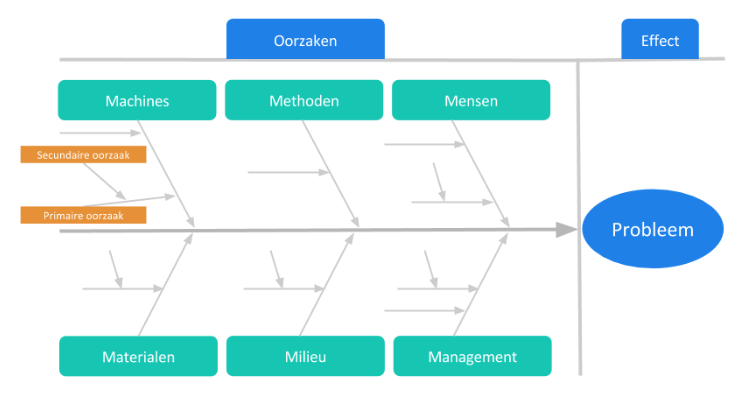 Oorzaken
Effect
Machines
Methoden
Mensen
Secundaire oorzaak
Primaire oorzaak
Probleem
Materialen
Milieu
Management